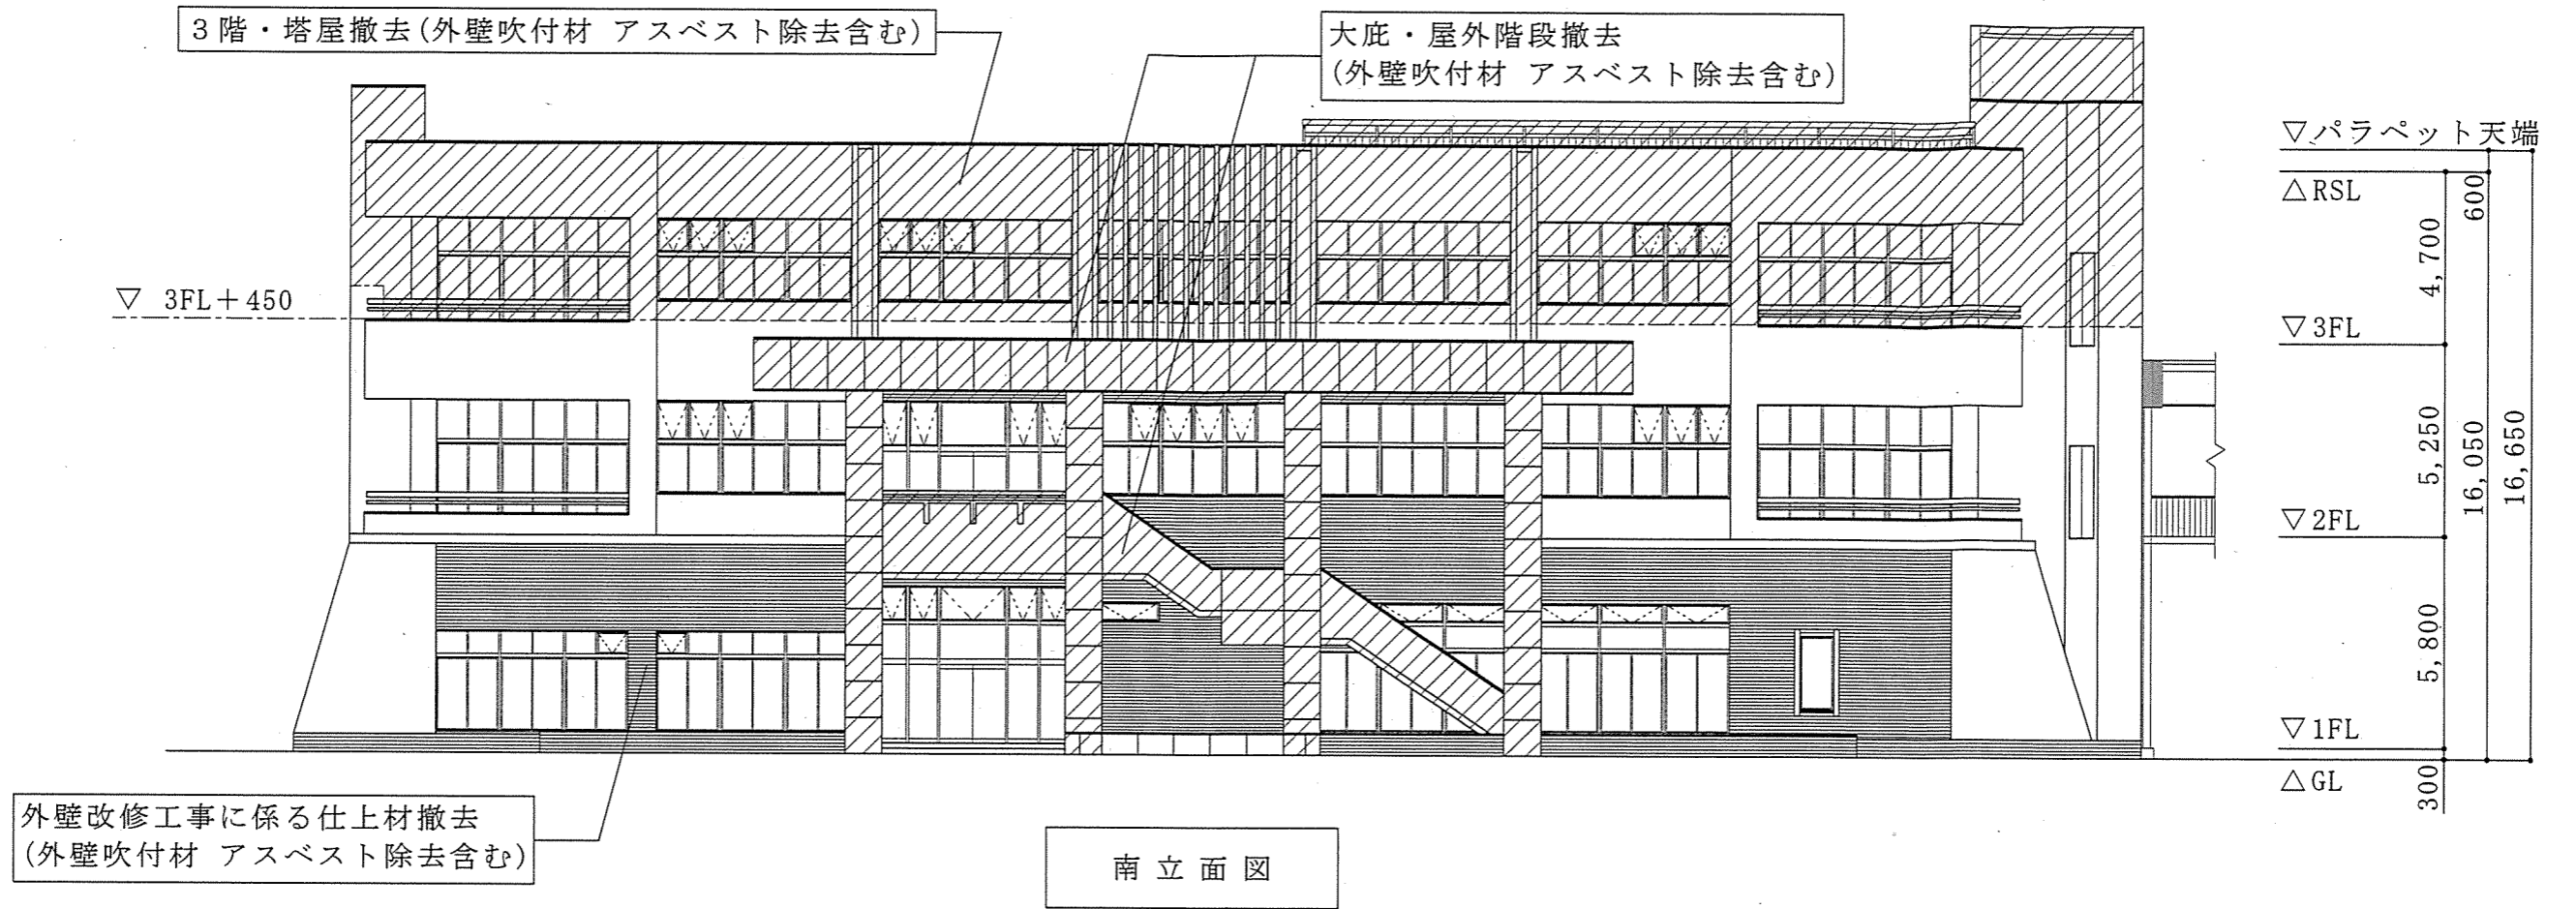 3階・塔屋撤去(外壁吹付材 アスベスト除去含む)
大庇・屋外階段撤去
(外壁吹付材 アスベスト除去含む)
▽パラペット天端
△RSL
600
4,700
▽ 3FL＋450
▽3FL
5,250
16,050
16,650
▽2FL
5,800
▽1FL
△GL
300
外壁改修工事に係る仕上材撤去
(外壁吹付材 アスベスト除去含む)
南立面図